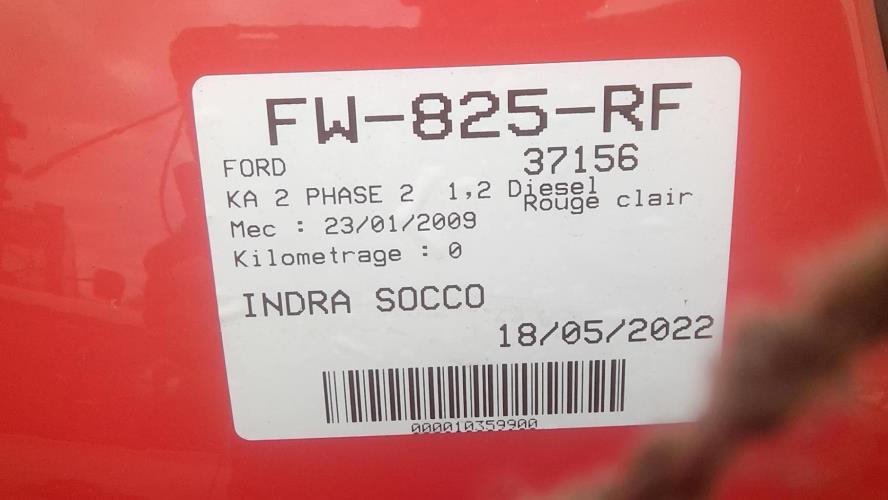 FW-825-RF
FORD 37156
KA 2 PHASE 2 1,2 Diesel
Rouge clair
Mec : 23/01/2009
Kilometrage : 0
INDRA SOCCO
18/05/2022
000010359900